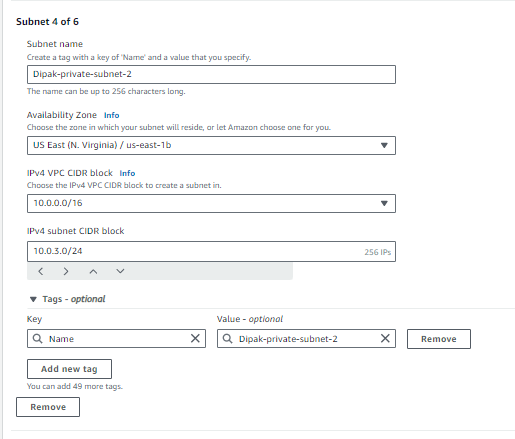 Subnet 4 of 6
Subnet name
Create a tag with a key of 'Name' and a value that you specify.
Dipak-private-subnet-2
The name can be up to 256 characters long.
Availability Zone Info
Choose the zone in which your subnet will reside, or let Amazon choose one for you.
US East (N. Virginia) / us-east-1b
IPv4 VPC CIDR block Info
Choose the IPv4 VPC CIDR block to create a subnet in.
10.0.0.0/16
IPv4 subnet CIDR block
10.0.3.0/24 256 IPs
Tags - optional
Key Value - optional
Name Dipak-private-subnet-2 Remove
Add new tag
You can add 49 more tags.
Remove